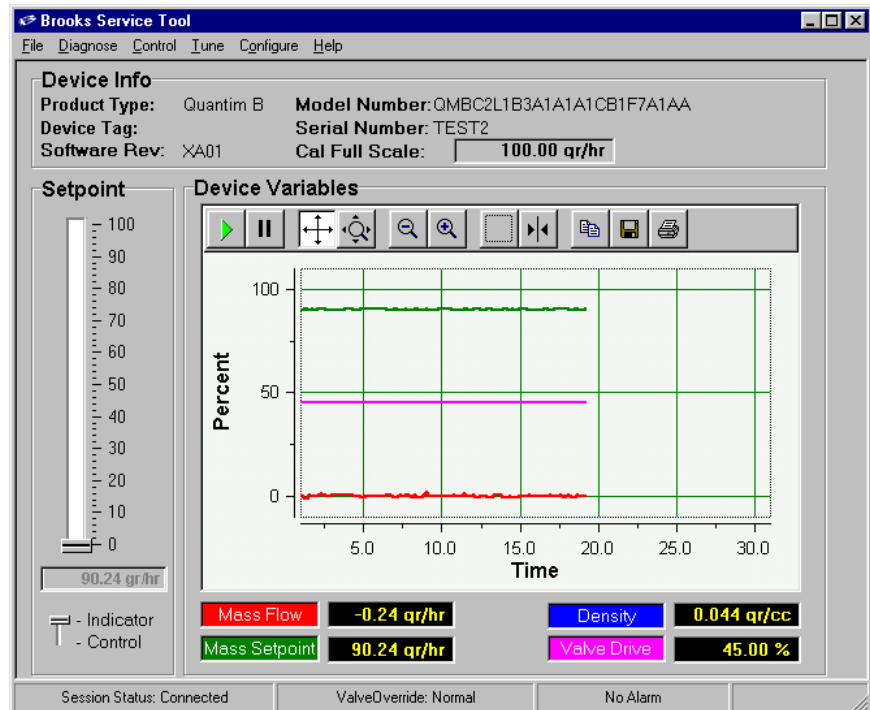 Brooks Service Tool
File Diagnose Control Tune Configure Help
Device Info
Product Type: Quantim B Model Number: QMBC2L1B3A1A1A1CB1F7A1AA
Device Tag: Serial Number: TEST2
Software Rev: XA01 Cal Full Scale: 100.00 gr/hr
Setpoint
100
90
80
70
60
50
40
30
20
10
0
90.24 gr/hr
- Indicator
- Control
Device Variables
Percent
100
50
0
5.0 10.0 15.0 20.0 25.0 30.0
Time
Mass Flow -0.24 gr/hr Density 0.044 gr/cc
Mass Setpoint 90.24 gr/hr Valve Drive 45.00 %
Session Status: Connected ValveOverride: Normal No Alarm